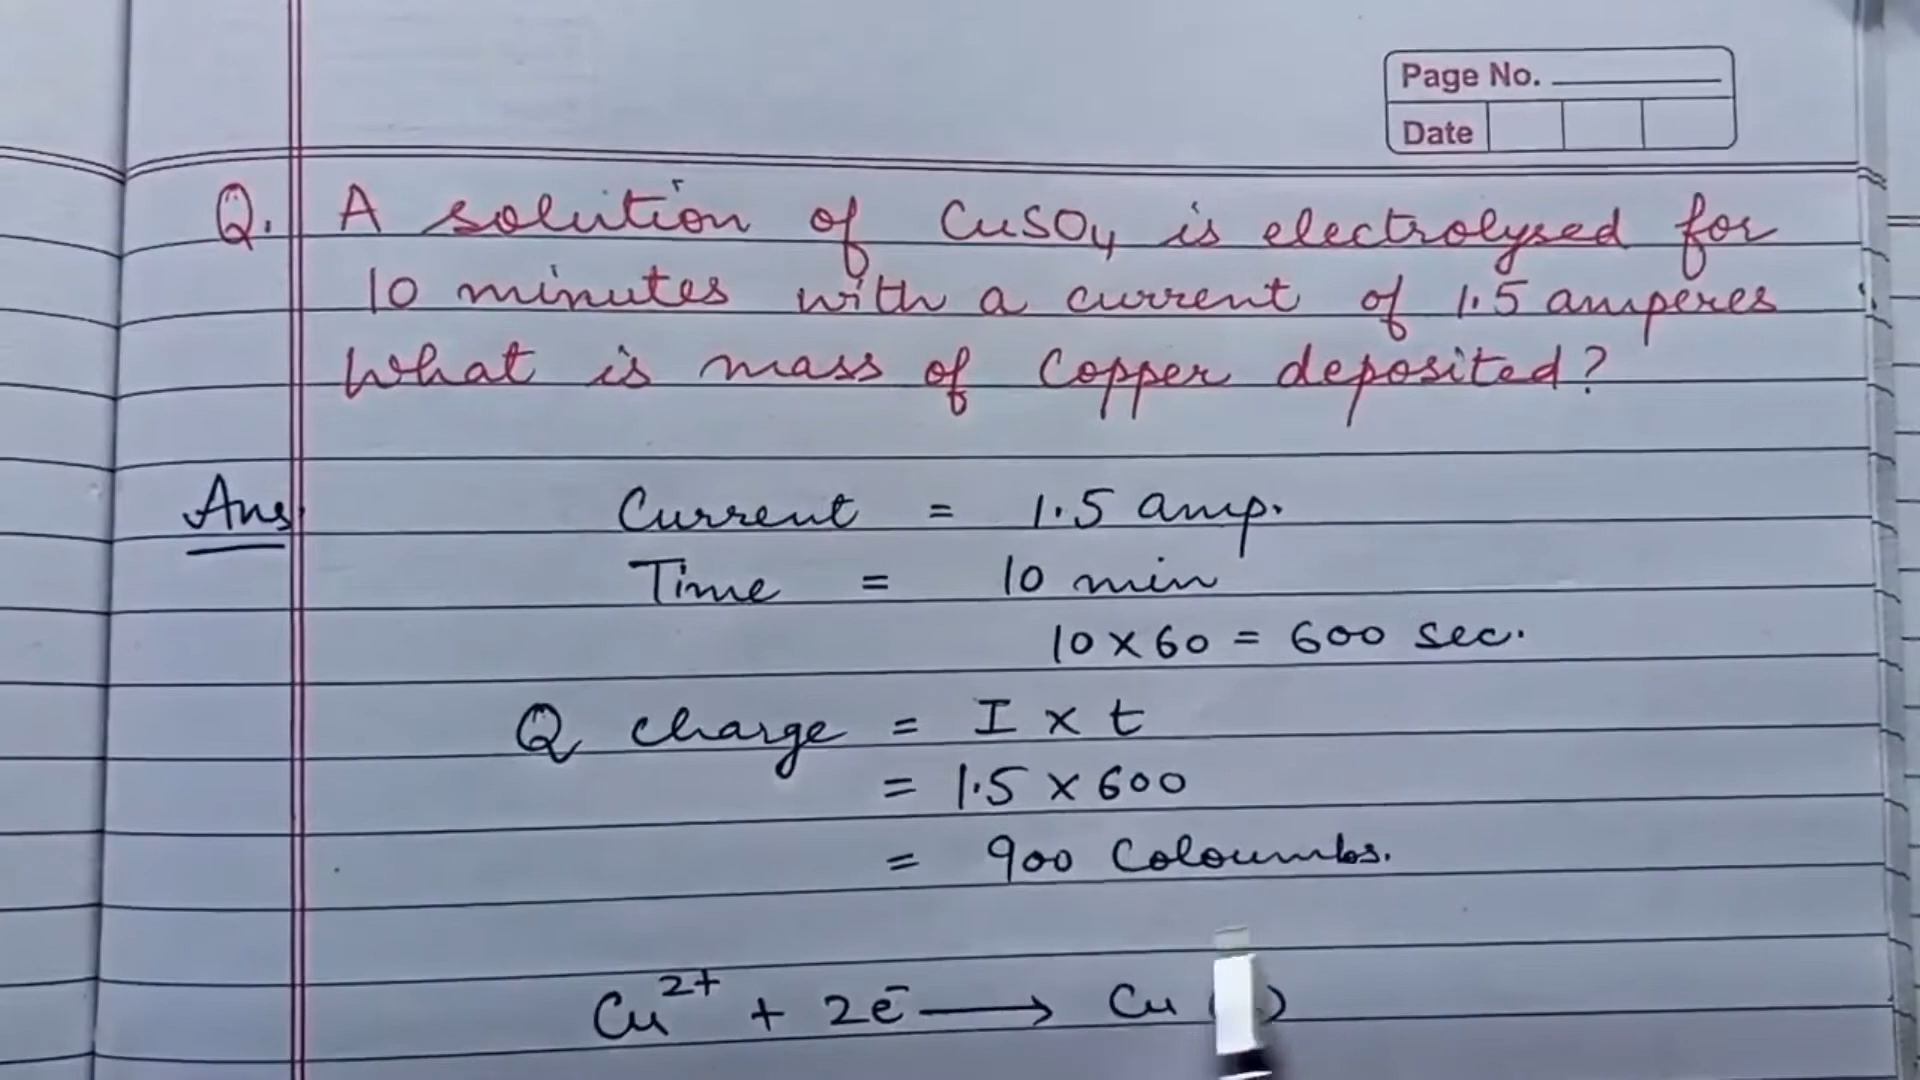 Page No.
Date
Q. A solution of CuSO₄ is electrolysed for
10 minutes with a current of 1.5 amperes
What is mass of Copper deposited?
Ans Current = 1.5 amp.
Time = 10 min
10 × 60 = 600 sec.
Q charge = I × t
= 1.5 × 600
= 900 Coloumbs.
Cu²⁺ + 2e⁻ ⟶ Cu ( )